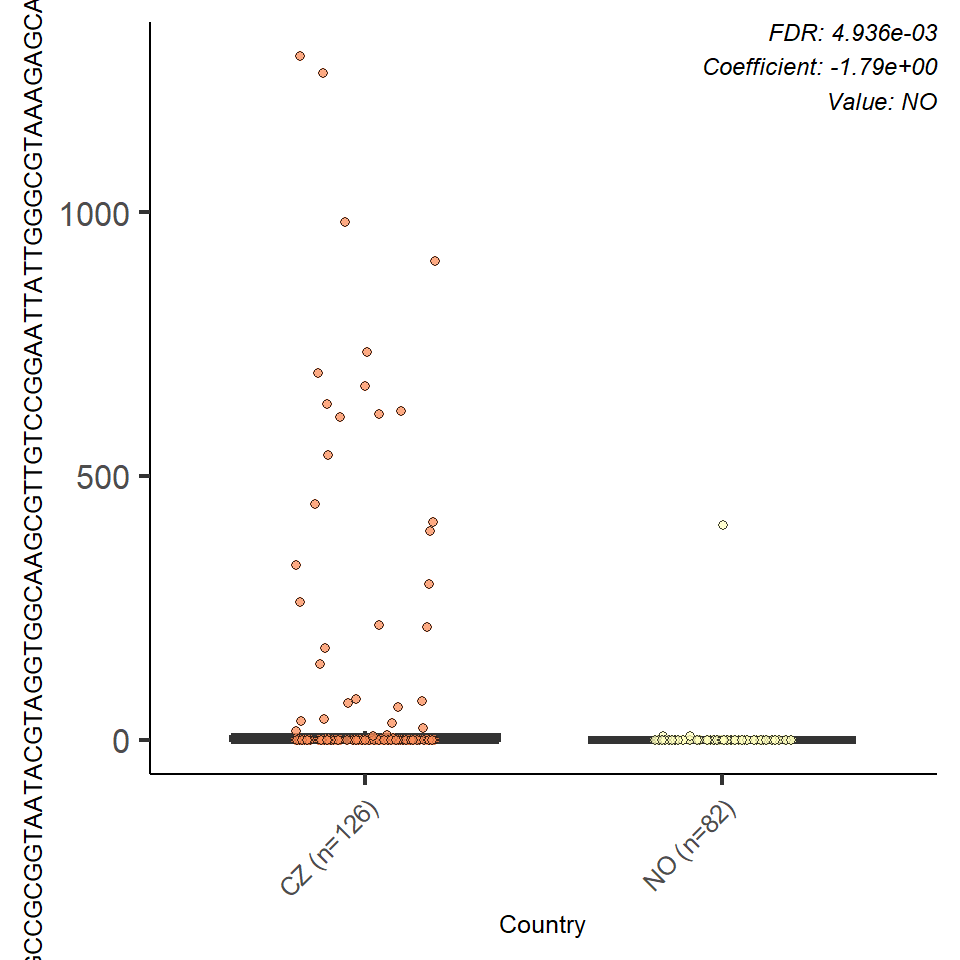 FDR: 4.936e-03
Coefficient: -1.79e+00
Value: NO
GCCGCGGTAATACGTAGGTGGCAAGCGTTGTCCGGAATTATTGGGCGTAAAGAGCA
1000
500
0
CZ (n=126)
NO (n=82)
Country